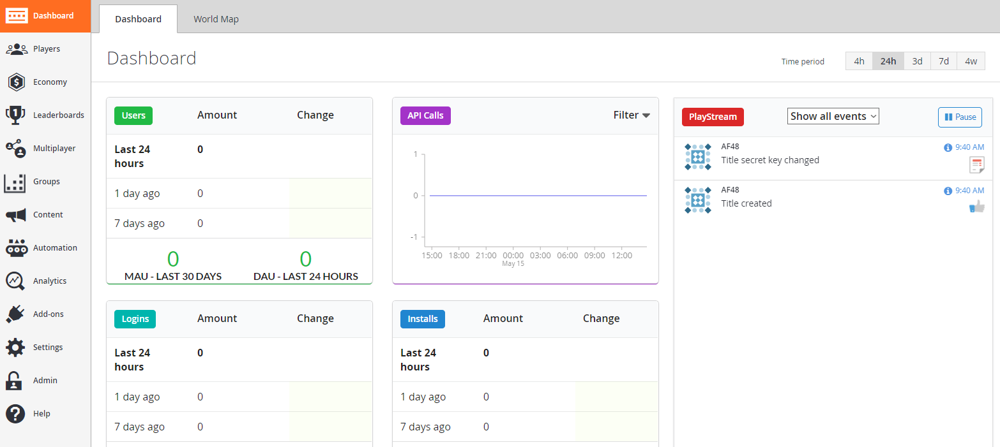 Dashboard
Players
Economy
Leaderboards
Multiplayer
Groups
Content
Automation
Analytics
Add-ons
Settings
Admin
Help
Dashboard World Map
Dashboard
Time period 4h 24h 3d 7d 4w
Users Amount Change
Last 24 hours 0
1 day ago 0
7 days ago 0
0 0
MAU - LAST 30 DAYS DAU - LAST 24 HOURS
API Calls Filter
1
0
-1
15:00 18:00 21:00 00:00 03:00 06:00 09:00 12:00
May 15
PlayStream Show all events Pause
AF48 9:40 AM
Title secret key changed
AF48 9:40 AM
Title created
Logins Amount Change
Last 24 hours 0
1 day ago 0
7 days ago 0
Installs Amount Change
Last 24 hours 0
1 day ago 0
7 days ago 0